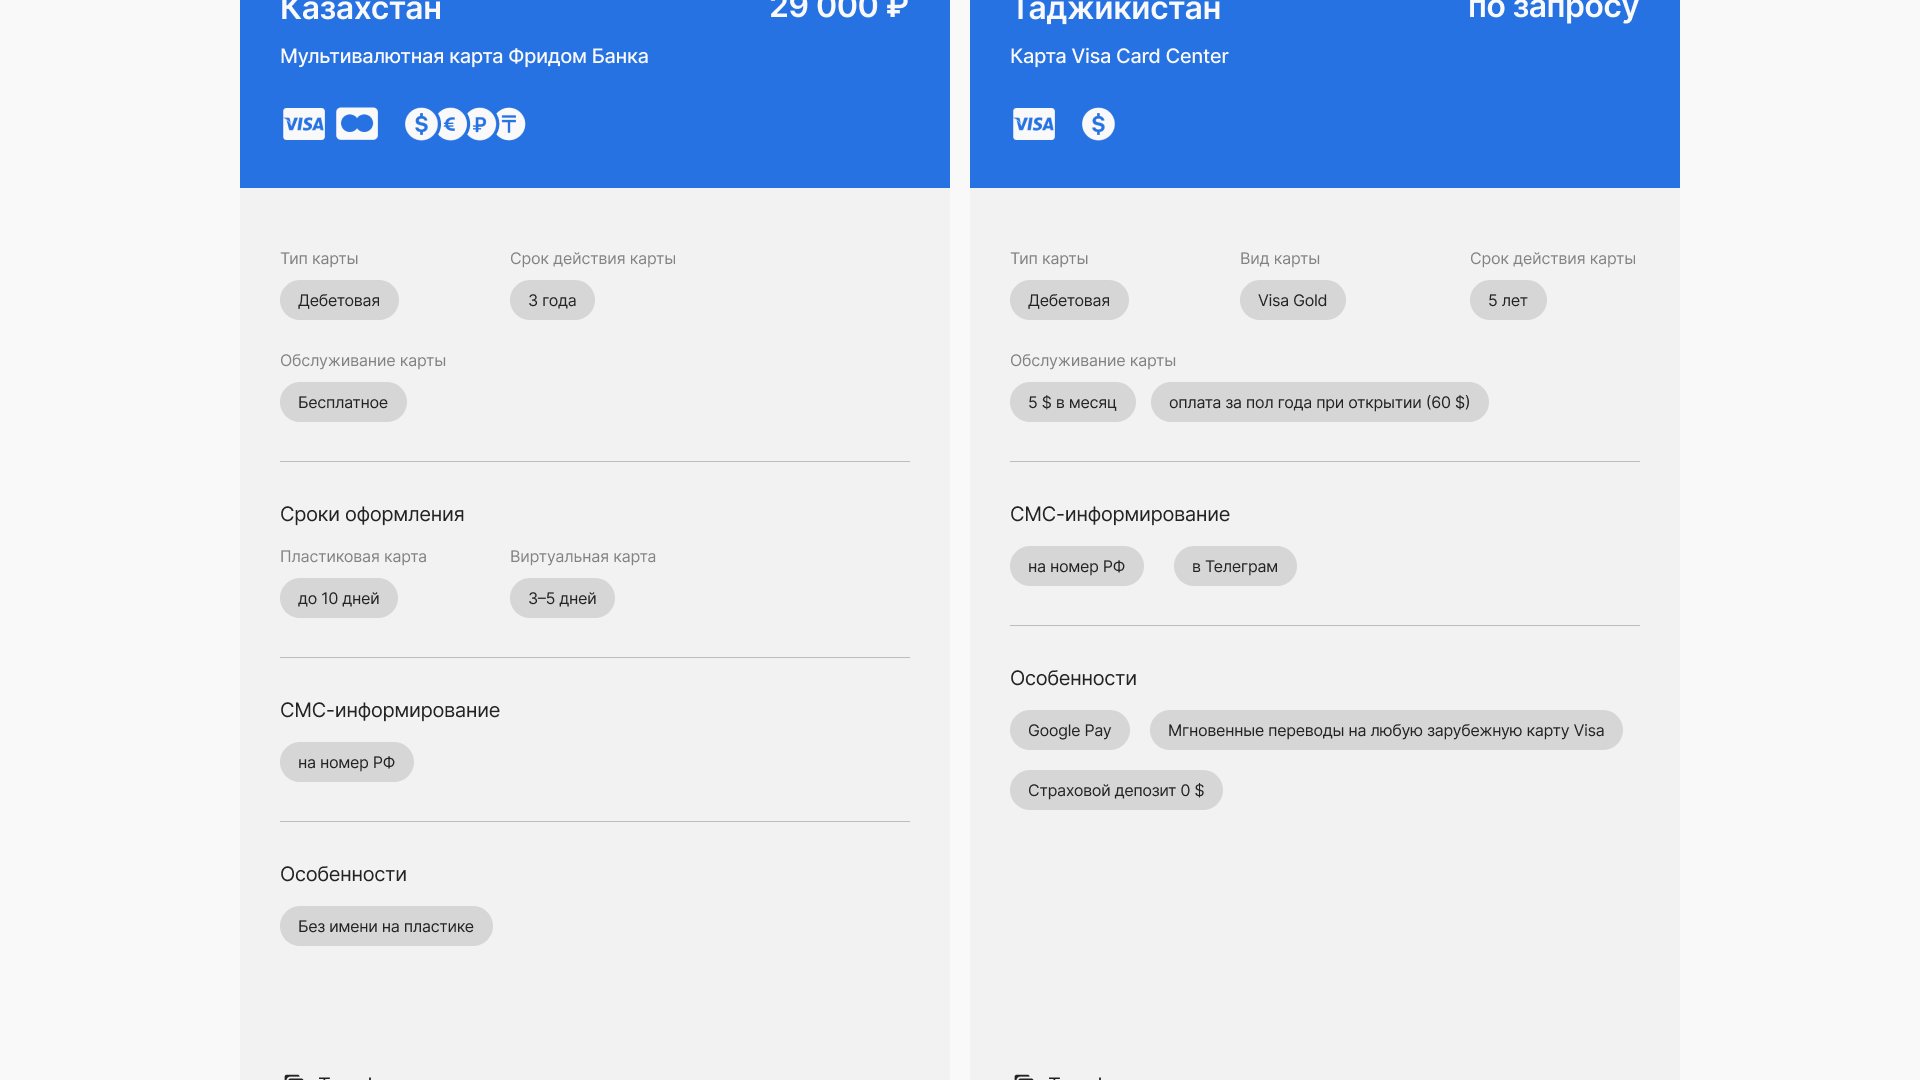 Казахстан
29 000 ₽
Мультивалютная карта Фридом Банка
VISA $ € ₽ ₸
Тип карты
Срок действия карты
Дебетовая
3 года
Обслуживание карты
Бесплатное
Сроки оформления
Пластиковая карта
Виртуальная карта
до 10 дней
3–5 дней
СМС-информирование
на номер РФ
Особенности
Без имени на пластике
Таджикистан
по запросу
Карта Visa Card Center
VISA $
Тип карты
Вид карты
Срок действия карты
Дебетовая
Visa Gold
5 лет
Обслуживание карты
5 $ в месяц
оплата за пол года при открытии (60 $)
СМС-информирование
на номер РФ
в Телеграм
Особенности
Google Pay
Мгновенные переводы на любую зарубежную карту Visa
Страховой депозит 0 $